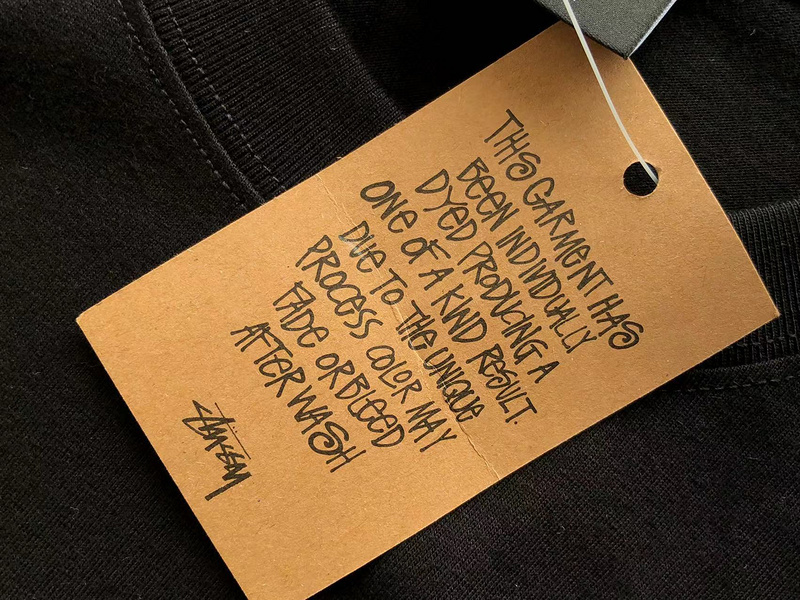 THIS GARMENT HAS
BEEN INDIVIDUALLY
DYED PRODUCING A
ONE OF A KIND RESULT.
DUE TO THE UNIQUE
PROCESS COLOR MAY
FADE OR BLEED
AFTER WASH
Stüssy